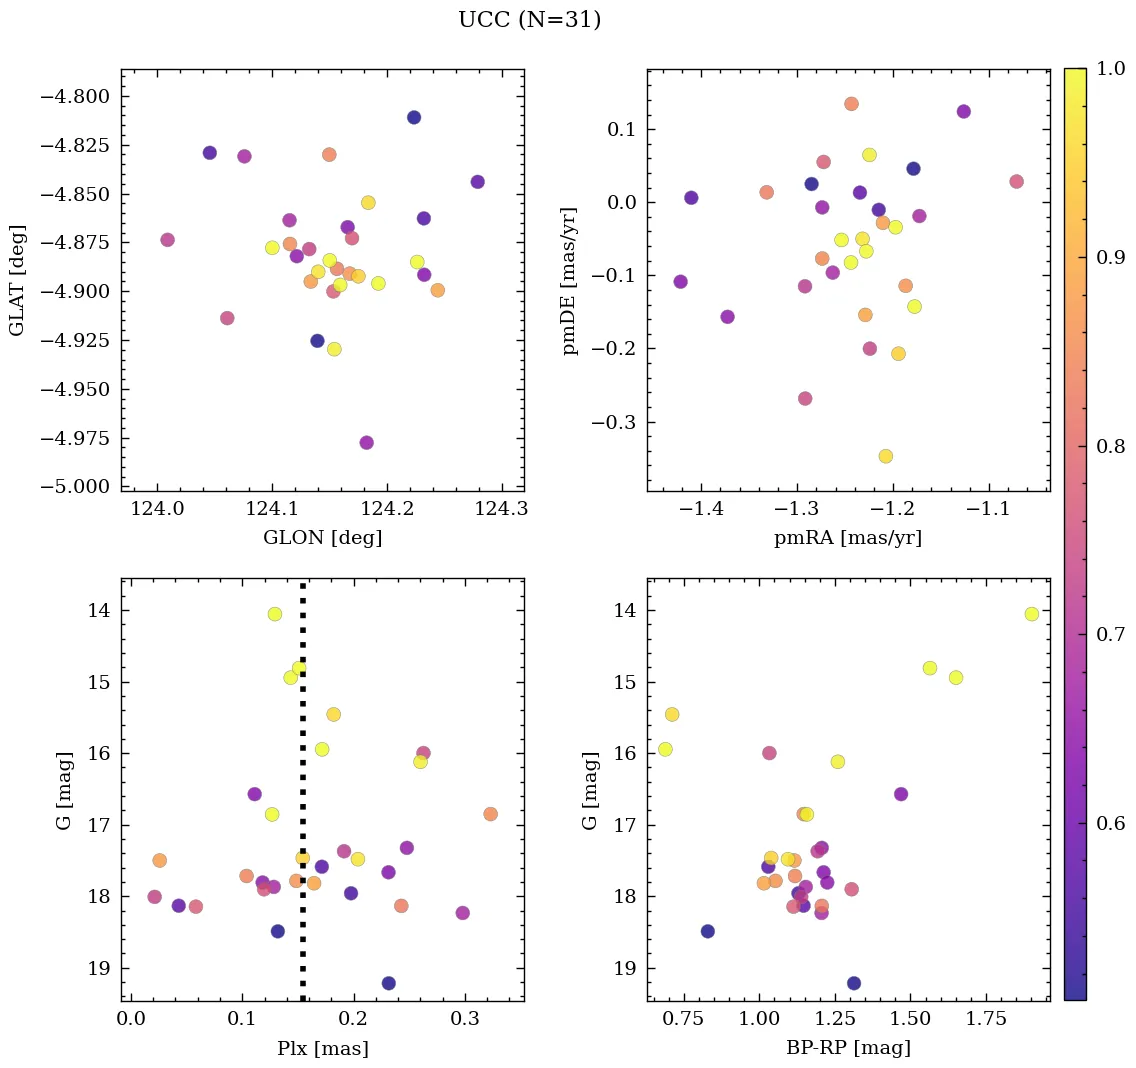 UCC (N=31)
−4.800
−4.825
−4.850
−4.875
−4.900
−4.925
−4.950
−4.975
−5.000
GLAT [deg]
124.0 124.1 124.2 124.3
GLON [deg]
0.1
0.0
−0.1
−0.2
−0.3
pmDE [mas/yr]
−1.4 −1.3 −1.2 −1.1
pmRA [mas/yr]
1.0
0.9
0.8
0.7
0.6
14
15
16
17
18
19
G [mag]
0.0 0.1 0.2 0.3
Plx [mas]
14
15
16
17
18
19
G [mag]
0.75 1.00 1.25 1.50 1.75
BP-RP [mag]